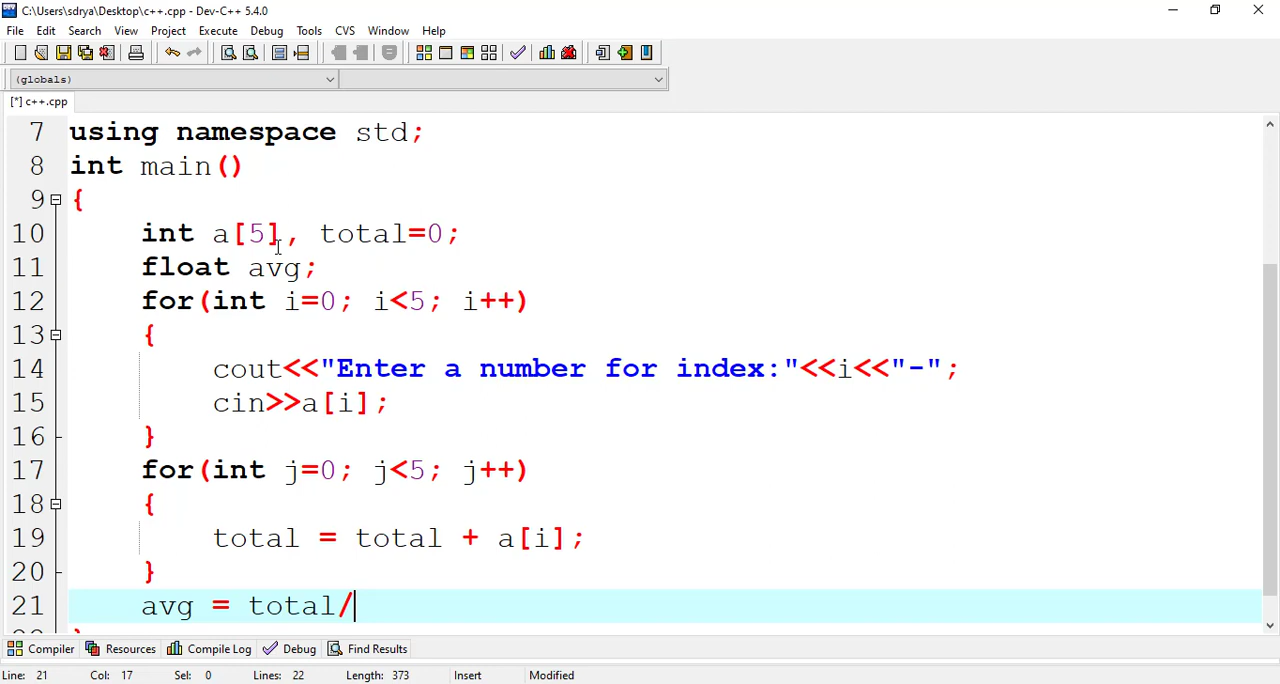 C:\Users\sdrya\Desktop\c++.cpp - Dev-C++ 5.4.0
File Edit Search View Project Execute Debug Tools CVS Window Help
(globals)
[*] c++.cpp
7 using namespace std;
8 int main()
9 {
10 int a[5], total=0;
11 float avg;
12 for(int i=0; i<5; i++)
13 {
14 cout<<"Enter a number for index:"<<i<<"-";
15 cin>>a[i];
16 }
17 for(int j=0; j<5; j++)
18 {
19 total = total + a[i];
20 }
21 avg = total/
Compiler Resources Compile Log Debug Find Results
Line: 21 Col: 17 Sel: 0 Lines: 22 Length: 373 Insert Modified